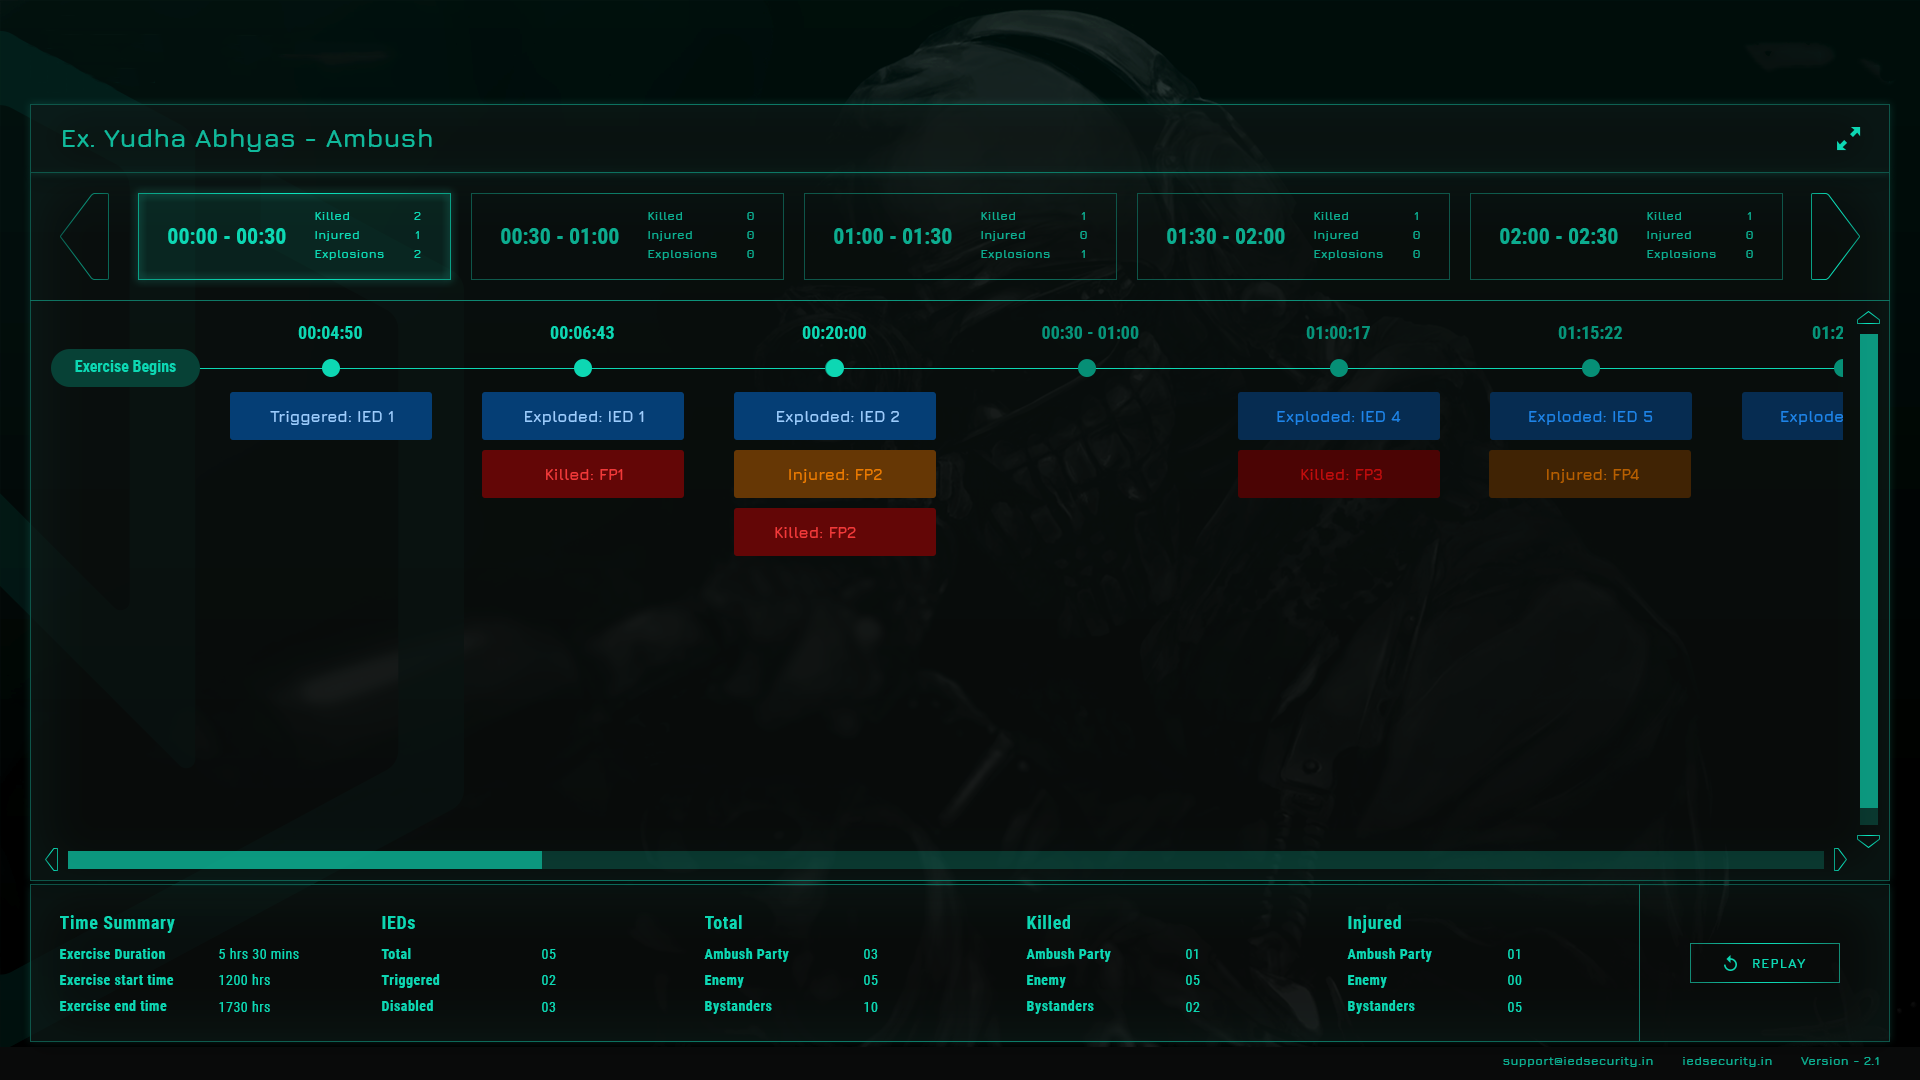 Ex. Yudha Abhyas - Ambush
00:00 - 00:30
Killed 2
Injured 1
Explosions 2
00:30 - 01:00
Killed 0
Injured 0
Explosions 0
01:00 - 01:30
Killed 1
Injured 0
Explosions 1
01:30 - 02:00
Killed 1
Injured 0
Explosions 0
02:00 - 02:30
Killed 1
Injured 0
Explosions 0
00:04:50 00:06:43 00:20:00 00:30 - 01:00 01:00:17 01:15:22 01:2
Exercise Begins
Triggered: IED 1 Exploded: IED 1 Exploded: IED 2 Exploded: IED 4 Exploded: IED 5 Explode
Killed: FP1 Injured: FP2 Killed: FP3 Injured: FP4
Killed: FP2
Time Summary
Exercise Duration 5 hrs 30 mins
Exercise start time 1200 hrs
Exercise end time 1730 hrs
IEDs
Total 05
Triggered 02
Disabled 03
Total
Ambush Party 03
Enemy 05
Bystanders 10
Killed
Ambush Party 01
Enemy 05
Bystanders 02
Injured
Ambush Party 01
Enemy 00
Bystanders 05
REPLAY
support@iedsecurity.in iedsecurity.in Version - 2.1